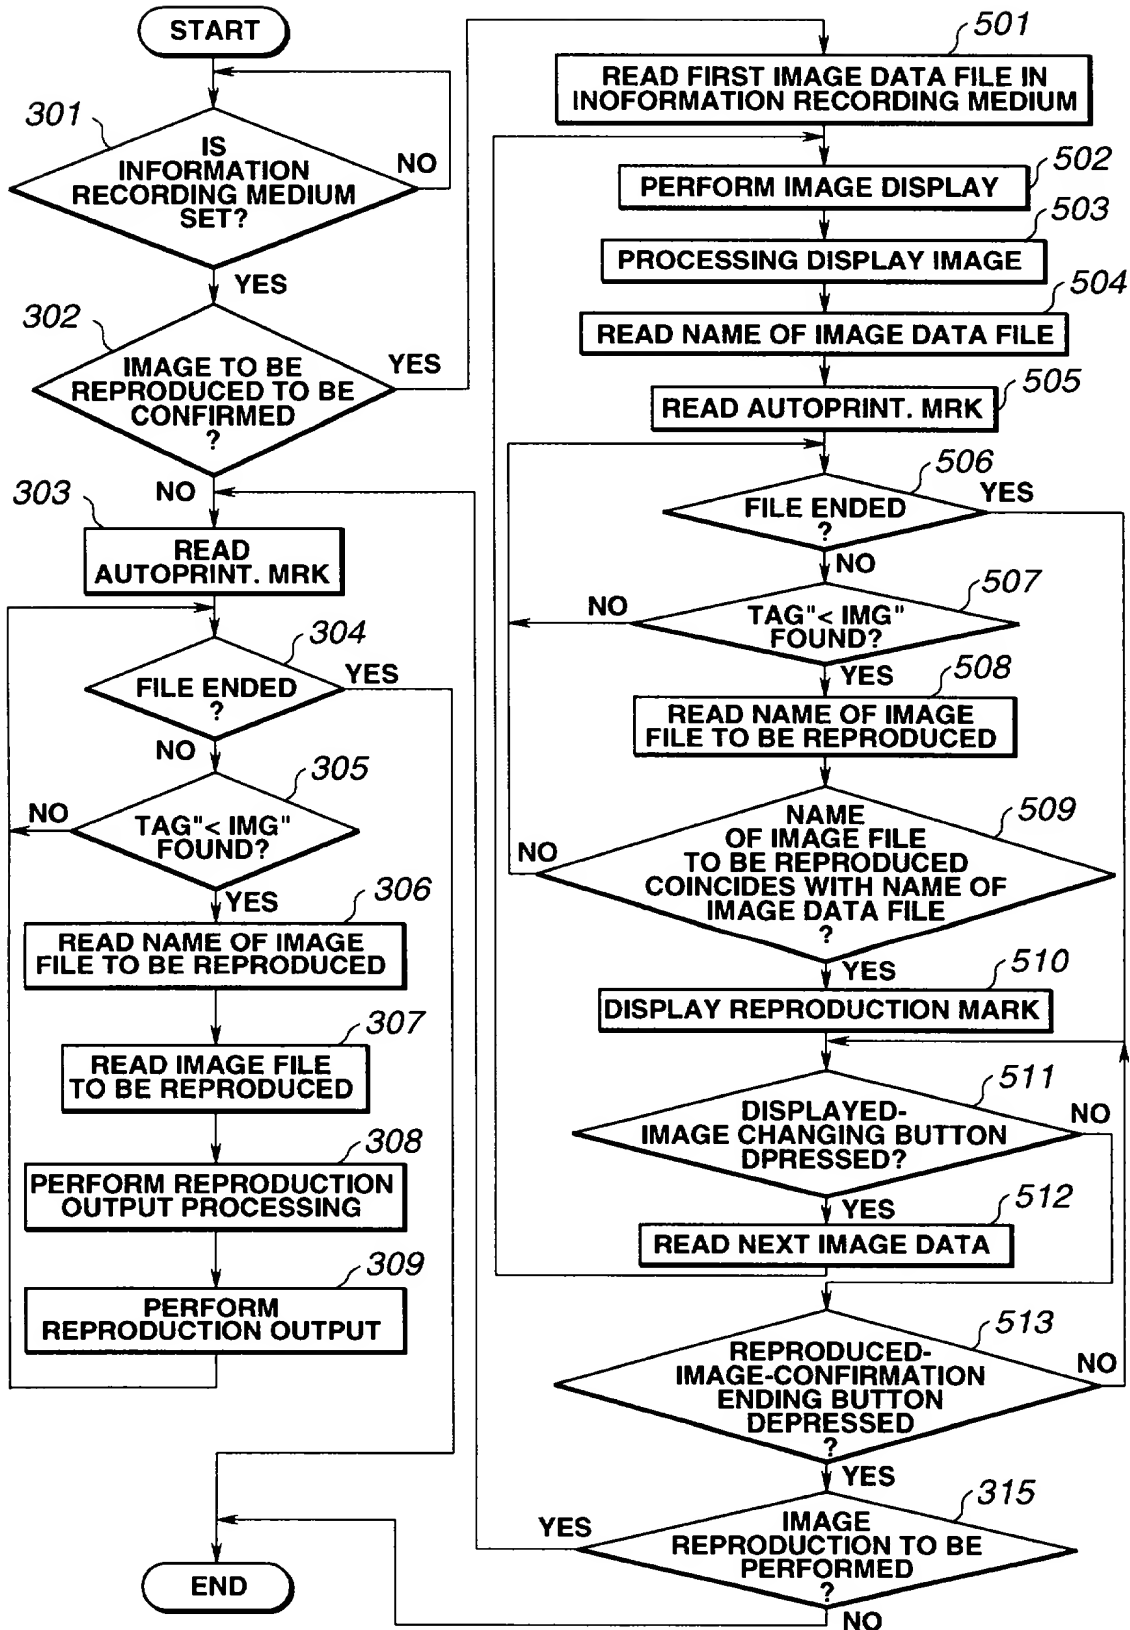 START
301
IS
INFORMATION
RECORDING MEDIUM
SET?
NO
YES
302
IMAGE TO BE
REPRODUCED TO BE
CONFIRMED
?
YES
NO
303
READ
AUTOPRINT. MRK
304
FILE ENDED
?
YES
NO
305
TAG"< IMG"
FOUND?
NO
YES
306
READ NAME OF IMAGE
FILE TO BE REPRODUCED
307
READ IMAGE FILE
TO BE REPRODUCED
308
PERFORM REPRODUCTION
OUTPUT PROCESSING
309
PERFORM
REPRODUCTION OUTPUT
END
501
READ FIRST IMAGE DATA FILE IN
INOFORMATION RECORDING MEDIUM
502
PERFORM IMAGE DISPLAY
503
PROCESSING DISPLAY IMAGE
504
READ NAME OF IMAGE DATA FILE
505
READ AUTOPRINT. MRK
506
FILE ENDED
?
YES
NO
507
TAG"< IMG"
FOUND?
NO
YES
508
READ NAME OF IMAGE
FILE TO BE REPRODUCED
509
NAME
OF IMAGE FILE
TO BE REPRODUCED
COINCIDES WITH NAME OF
IMAGE DATA FILE
?
NO
YES
510
DISPLAY REPRODUCTION MARK
511
DISPLAYED-
IMAGE CHANGING BUTTON
DPRESSED?
NO
YES
512
READ NEXT IMAGE DATA
513
REPRODUCED-
IMAGE-CONFIRMATION
ENDING BUTTON
DEPRESSED
?
NO
YES
315
IMAGE
REPRODUCTION TO BE
PERFORMED
?
YES
NO